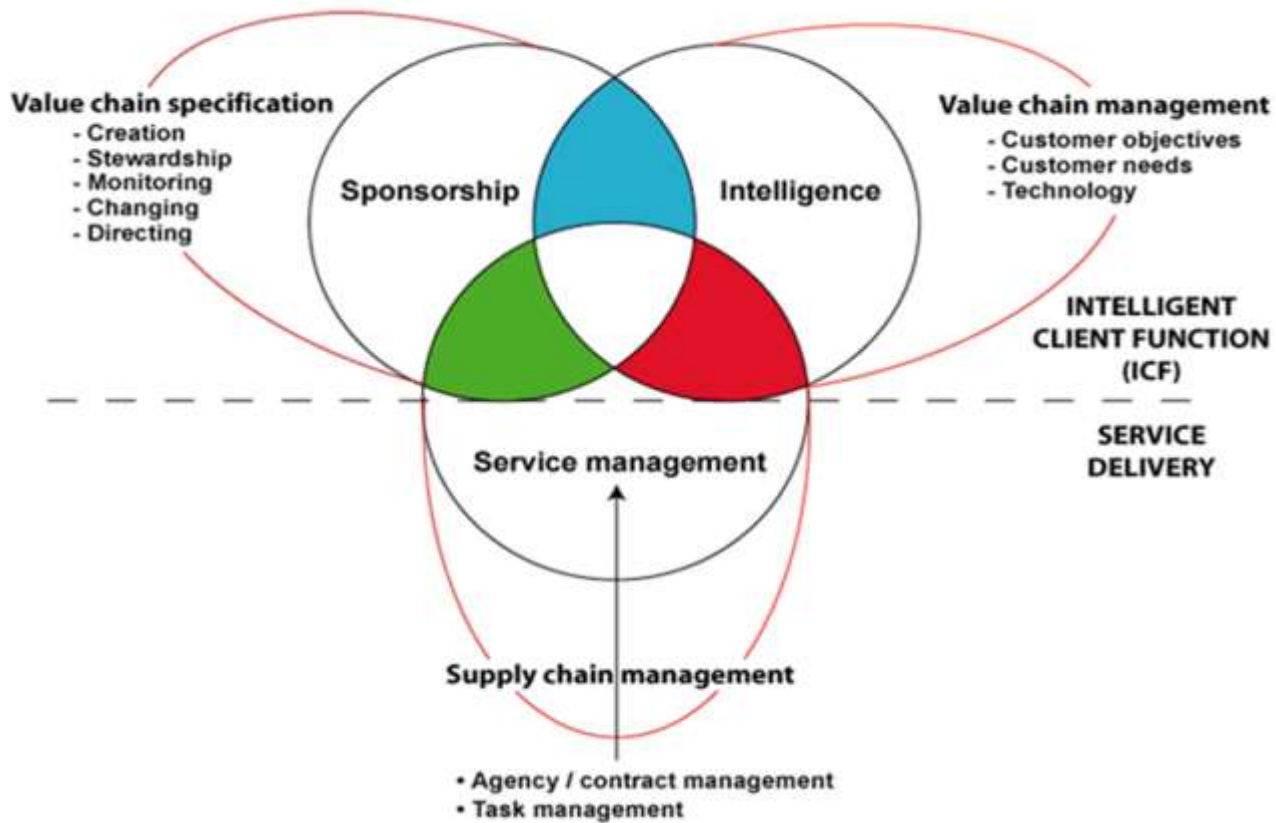 Value chain specification
- Creation
- Stewardship
- Monitoring
- Changing
- Directing
Sponsorship
Intelligence
Value chain management
- Customer objectives
- Customer needs
- Technology
INTELLIGENT
CLIENT FUNCTION
(ICF)
SERVICE
DELIVERY
Service management
Supply chain management
• Agency / contract management
• Task management